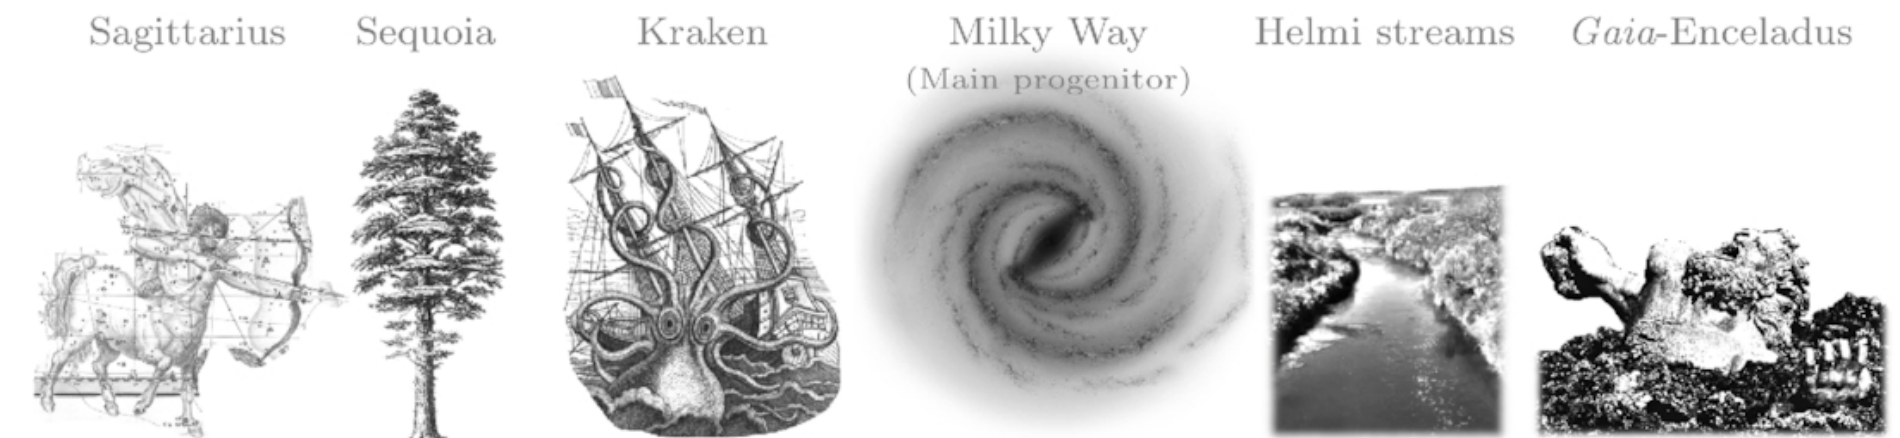 Sagittarius
Sequoia
Kraken
Milky Way
(Main progenitor)
Helmi streams
Gaia-Enceladus